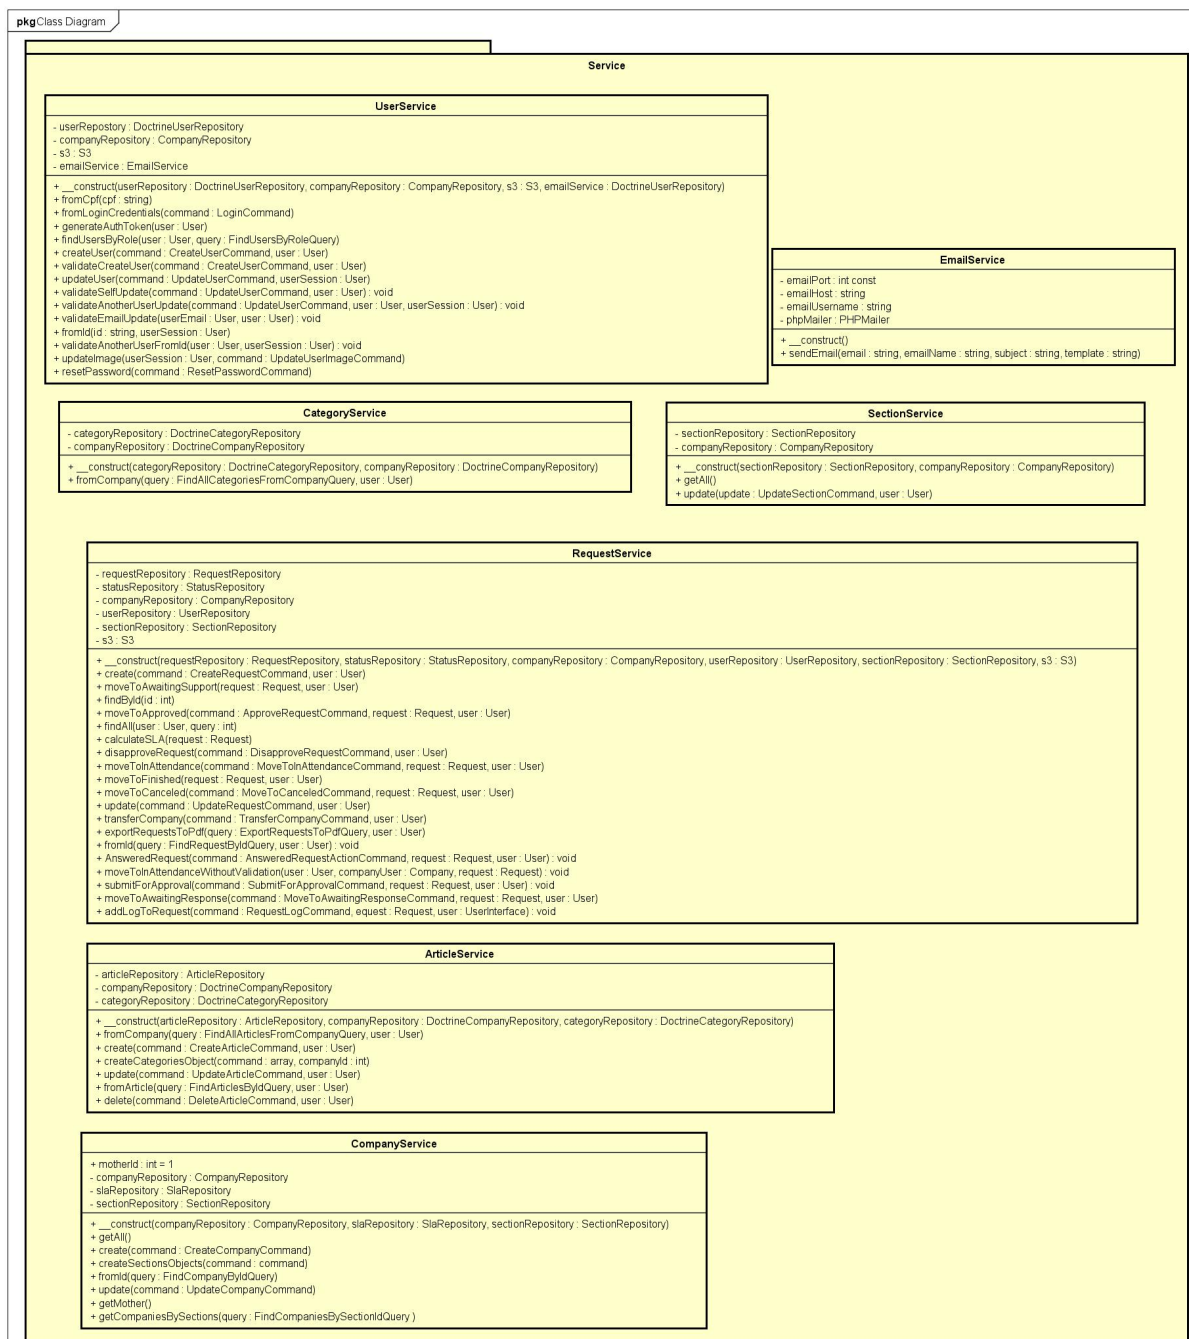 pkg Class Diagram
Service
UserService
- userRepostory : DoctrineUserRepository
- companyRepository : CompanyRepository
- s3 : S3
- emailService : EmailService
+ __construct(userRepository : DoctrineUserRepository, companyRepository : CompanyRepository, s3 : S3, emailService : DoctrineUserRepository)
+ fromCpf(cpf : string)
+ fromLoginCredentials(command : LoginCommand)
+ generateAuthToken(user : User)
+ findUsersByRole(user : User, query : FindUsersByRoleQuery)
+ createUser(command : CreateUserCommand, user : User)
+ validateCreateUser(command : CreateUserCommand, user : User)
+ updateUser(command : UpdateUserCommand, userSession : User)
+ validateSelfUpdate(command : UpdateUserCommand, user : User) : void
+ validateAnotherUserUpdate(command : UpdateUserCommand, user : User, userSession : User) : void
+ validateEmailUpdate(userEmail : User, user : User) : void
+ fromId(id : string, userSession : User)
+ validateAnotherUserFromId(user : User, userSession : User) : void
+ updateImage(userSession : User, command : UpdateUserImageCommand)
+ resetPassword(command : ResetPasswordCommand)
EmailService
- emailPort : int const
- emailHost : string
- emailUsername : string
- phpMailer : PHPMailer
+ __construct()
+ sendEmail(email : string, emailName : string, subject : string, template : string)
CategoryService
- categoryRepository : DoctrineCategoryRepository
- companyRepository : DoctrineCompanyRepository
+ __construct(categoryRepository : DoctrineCategoryRepository, companyRepository : DoctrineCompanyRepository)
+ fromCompany(query : FindAllCategoriesFromCompanyQuery, user : User)
SectionService
- sectionRepository : SectionRepository
- companyRepository : CompanyRepository
+ __construct(sectionRepository : SectionRepository, companyRepository : CompanyRepository)
+ getAll()
+ update(update : UpdateSectionCommand, user : User)
RequestService
- requestRepository : RequestRepository
- statusRepository : StatusRepository
- companyRepository : CompanyRepository
- userRepository : UserRepository
- sectionRepository : SectionRepository
- s3 : S3
+ __construct(requestRepository : RequestRepository, statusRepository : StatusRepository, companyRepository : CompanyRepository, userRepository : UserRepository, sectionRepository : SectionRepository, s3 : S3)
+ create(command : CreateRequestCommand, user : User)
+ moveToAwaitingSupport(request : Request, user : User)
+ findById(id : int)
+ moveToApproved(command : ApproveRequestCommand, request : Request, user : User)
+ findAll(user : User, query : int)
+ calculateSLA(request : Request)
+ disapproveRequest(command : DisapproveRequestCommand, user : User)
+ moveToInAttendance(command : MoveToInAttendanceCommand, request : Request, user : User)
+ moveToFinished(request : Request, user : User)
+ moveToCanceled(command : MoveToCanceledCommand, request : Request, user : User)
+ update(command : UpdateRequestCommand, user : User)
+ transferCompany(command : TransferCompanyCommand, user : User)
+ exportRequestsToPdf(query : ExportRequestsToPdfQuery, user : User)
+ fromId(query : FindRequestByIdQuery, user : User) : void
+ AnsweredRequest(command : AnsweredRequestActionCommand, request : Request, user : User) : void
+ moveToInAttendanceWithoutValidation(user : User, companyUser : Company, request : Request) : void
+ submitForApproval(command : SubmitForApprovalCommand, request : Request, user : User) : void
+ moveToAwaitingResponse(command : MoveToAwaitingResponseCommand, request : Request, user : User)
+ addLogToRequest(command : RequestLogCommand, equest : Request, user : UserInterface) : void
ArticleService
- articleRepository : ArticleRepository
- companyRepository : DoctrineCompanyRepository
- categoryRepository : DoctrineCategoryRepository
+ __construct(articleRepository : ArticleRepository, companyRepository : DoctrineCompanyRepository, categoryRepository : DoctrineCategoryRepository)
+ fromCompany(query : FindAllArticlesFromCompanyQuery, user : User)
+ create(command : CreateArticleCommand, user : User)
+ createCategoriesObject(command : array, companyId : int)
+ update(command : UpdateArticleCommand, user : User)
+ fromArticle(query : FindArticlesByIdQuery, user : User)
+ delete(command : DeleteArticleCommand, user : User)
CompanyService
+ motherId : int = 1
- companyRepository : CompanyRepository
- slaRepository : SlaRepository
- sectionRepository : SectionRepository
+ __construct(companyRepository : CompanyRepository, slaRepository : SlaRepository, sectionRepository : SectionRepository)
+ getAll()
+ create(command : CreateCompanyCommand)
+ createSectionsObjects(command : command)
+ fromId(query : FindCompanyByIdQuery)
+ update(command : UpdateCompanyCommand)
+ getMother()
+ getCompaniesBySections(query : FindCompaniesBySectionIdQuery )